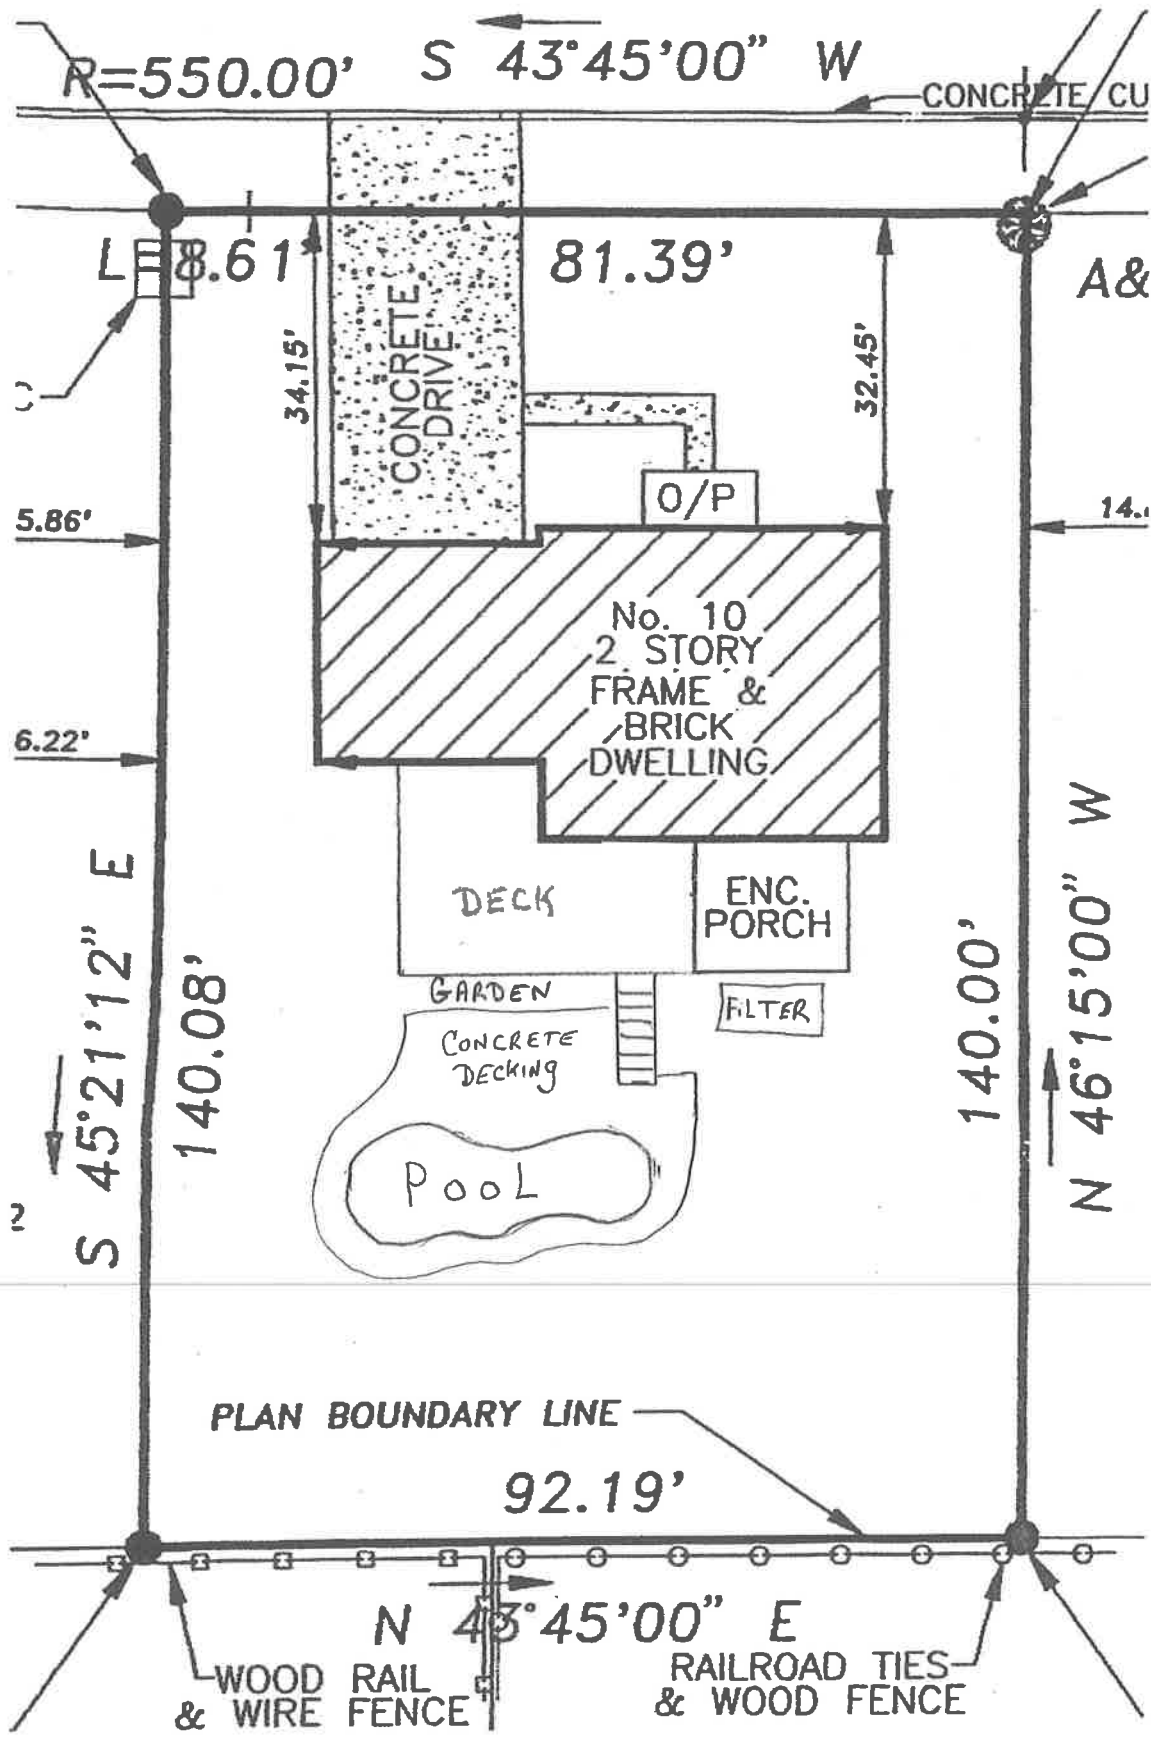 S 43°45'00" W
R=550.00'
CONCRETE CU
L 8.61'
81.39'
A&
CONCRETE
DRIVE
34.15'
32.45'
O/P
5.86'
14.
No. 10
2 STORY
FRAME &
BRICK
DWELLING
6.22'
DECK
ENC.
PORCH
GARDEN
FILTER
CONCRETE
DECKING
POOL
S 45°21'12" E
140.08'
140.00'
N 46°15'00" W
2
PLAN BOUNDARY LINE
92.19'
N 43°45'00" E
WOOD RAIL
& WIRE FENCE
RAILROAD TIES
& WOOD FENCE